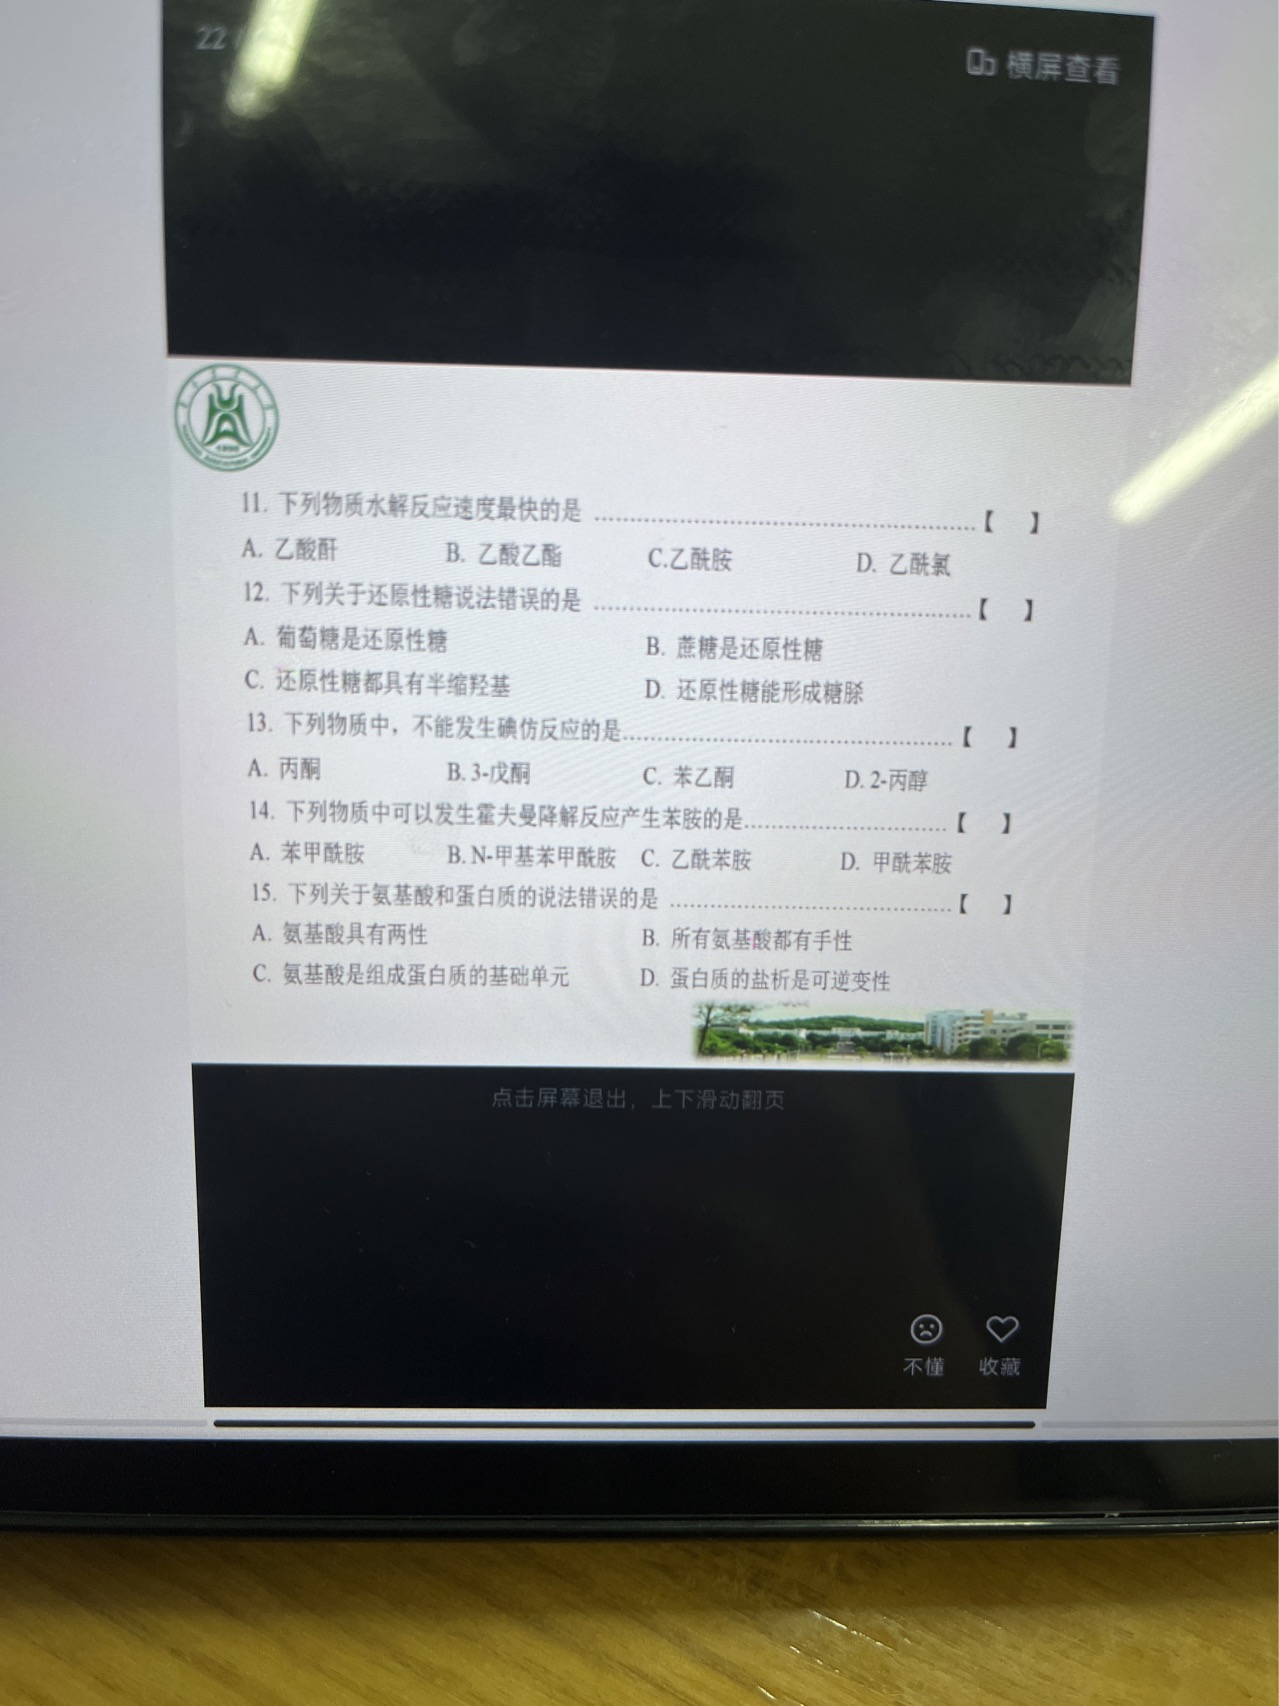 22
横屏查看
11. 下列物质水解反应速度最快的是 ……………………………………【 】
A. 乙酸酐 B. 乙酸乙酯 C.乙酰胺 D. 乙酰氯
12. 下列关于还原性糖说法错误的是 ……………………………………【 】
A. 葡萄糖是还原性糖 B. 蔗糖是还原性糖
C. 还原性糖都具有半缩羟基 D. 还原性糖能形成糖脎
13. 下列物质中，不能发生碘仿反应的是……………………………………【 】
A. 丙酮 B. 3-戊酮 C. 苯乙酮 D. 2-丙醇
14. 下列物质中可以发生霍夫曼降解反应产生苯胺的是……………………【 】
A. 苯甲酰胺 B. N-甲基苯甲酰胺 C. 乙酰苯胺 D. 甲酰苯胺
15. 下列关于氨基酸和蛋白质的说法错误的是 ……………………………【 】
A. 氨基酸具有两性 B. 所有氨基酸都有手性
C. 氨基酸是组成蛋白质的基础单元 D. 蛋白质的盐析是可逆变性
点击屏幕退出，上下滑动翻页
不懂 收藏